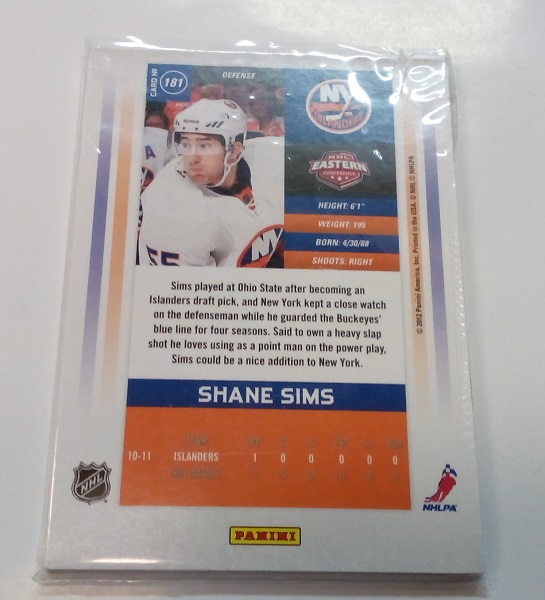 CARD Nº 181
DEFENSE
NY
ISLANDERS
NHL
EASTERN
CONFERENCE
HEIGHT: 6'1"
WEIGHT: 195
BORN: 4/30/88
SHOOTS: RIGHT
© 2012 Panini America, Inc. Printed in the USA. © NHL © NHLPA
Sims played at Ohio State after becoming an
Islanders draft pick, and New York kept a close watch
on the defenseman while he guarded the Buckeyes'
blue line for four seasons. Said to own a heavy slap
shot he loves using as a point man on the power play,
Sims could be a nice addition to New York.
SHANE SIMS
10-11 ISLANDERS 1 0 0 0 0 0
NHL
NHLPA
PANINI